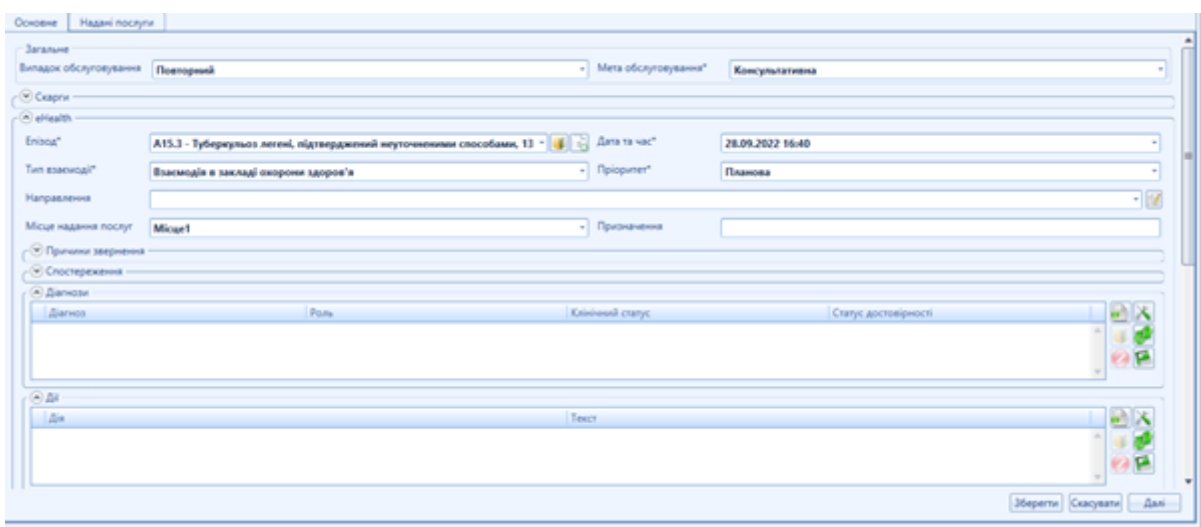 Основне Надані послуги
Загальне
Випадок обслуговування Повторний Мета обслуговування* Консультативна
Скарги
eHealth
Епізод* A15.3 - Туберкульоз легені, підтверджений неуточненими способами, 13 Дата та час* 28.09.2022 16:40
Тип взаємодії* Взаємодія в закладі охорони здоров'я Пріоритет* Планова
Направлення
Місце надання послуг Місце1 Призначення
Причини звернення
Спостереження
Діагнози
Діагноз Роль Клінічний статус Статус достовірності
Дії
Дія Текст
Зберегти Скасувати Далі